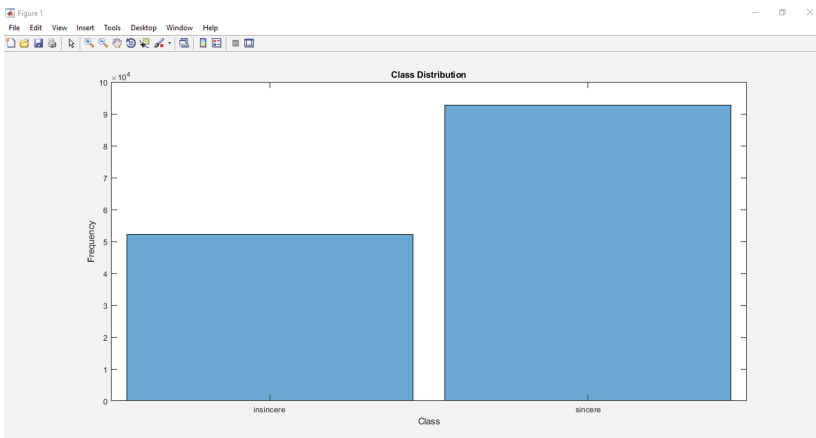 Figure 1
File Edit View Insert Tools Desktop Window Help
Class Distribution
×10⁴
10
9
8
7
6
5
4
3
2
1
0
Frequency
insincere sincere
Class